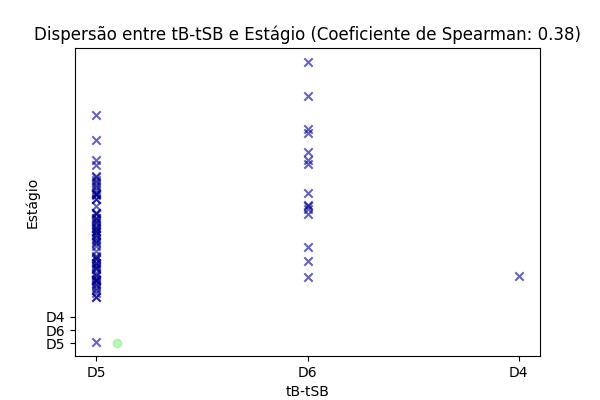 Dispersão entre tB-tSB e Estágio (Coeficiente de Spearman: 0.38)
Estágio
D4
D6
D5
D5 D6 D4
tB-tSB